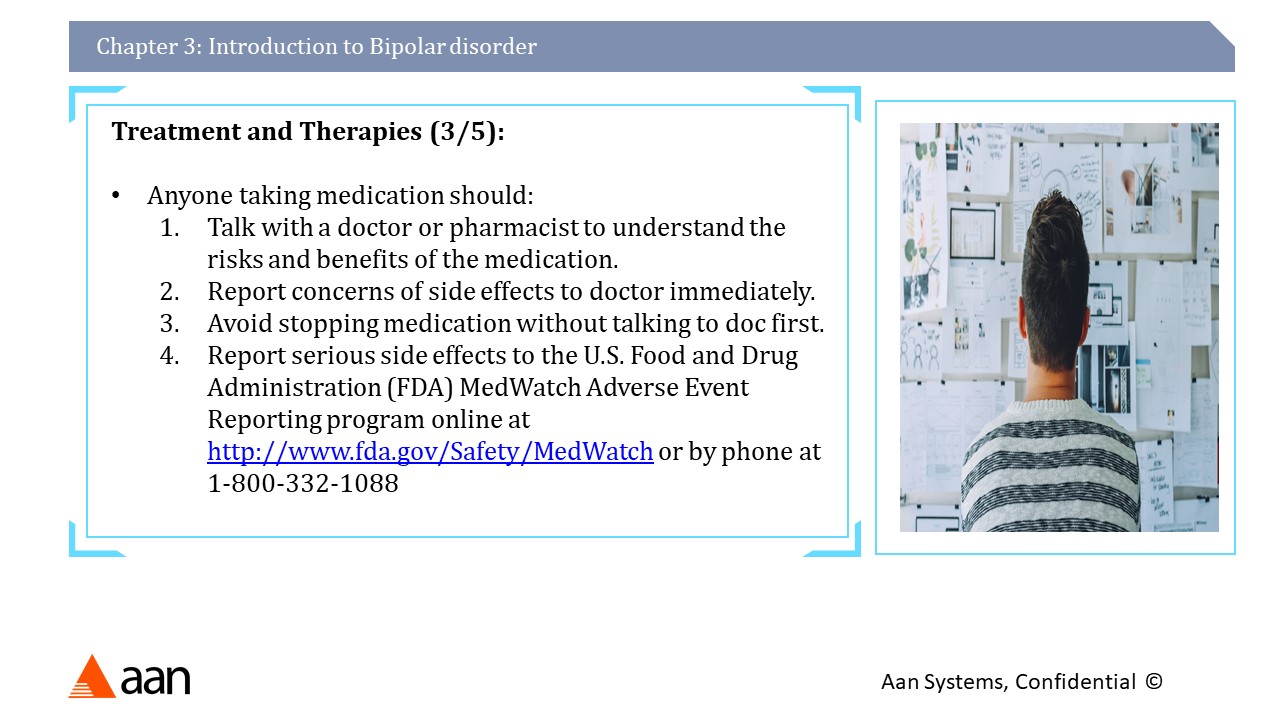 Chapter 3: Introduction to Bipolar disorder
Treatment and Therapies (3/5):
• Anyone taking medication should:
1. Talk with a doctor or pharmacist to understand the
risks and benefits of the medication.
2. Report concerns of side effects to doctor immediately.
3. Avoid stopping medication without talking to doc first.
4. Report serious side effects to the U.S. Food and Drug
Administration (FDA) MedWatch Adverse Event
Reporting program online at
http://www.fda.gov/Safety/MedWatch or by phone at
1-800-332-1088
aan
Aan Systems, Confidential ©